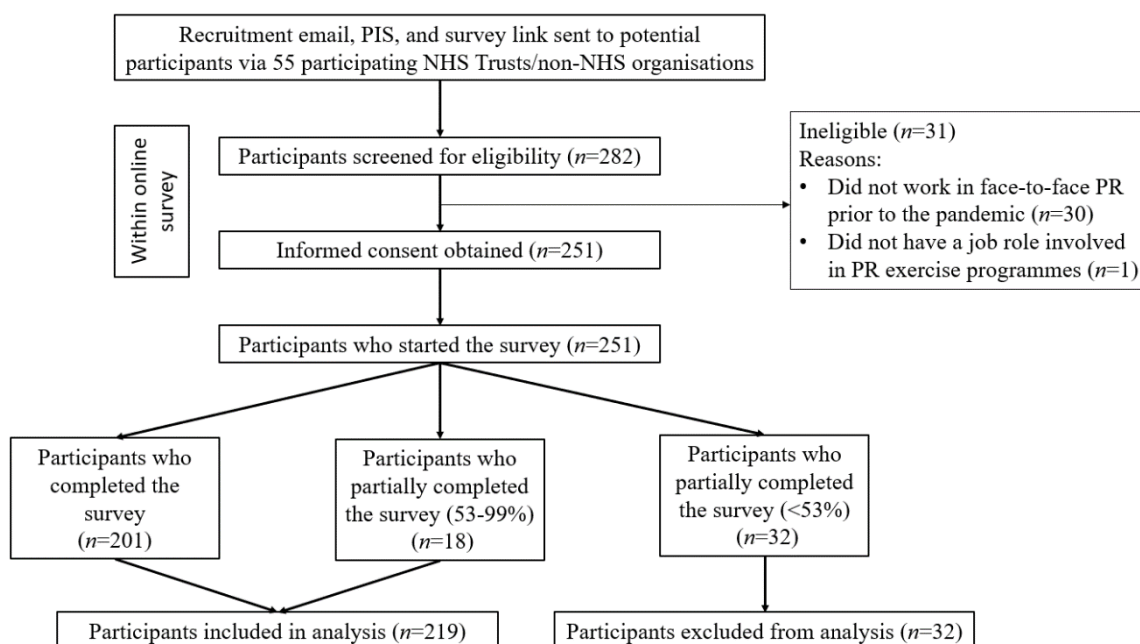 Recruitment email, PIS, and survey link sent to potential
participants via 55 participating NHS Trusts/non-NHS organisations
Within online
survey
Participants screened for eligibility (n=282)
Ineligible (n=31)
Reasons:
• Did not work in face-to-face PR
prior to the pandemic (n=30)
• Did not have a job role involved
in PR exercise programmes (n=1)
Informed consent obtained (n=251)
Participants who started the survey (n=251)
Participants who
completed the
survey
(n=201)
Participants who
partially completed
the survey (53-99%)
(n=18)
Participants who
partially completed
the survey (<53%)
(n=32)
Participants included in analysis (n=219)
Participants excluded from analysis (n=32)